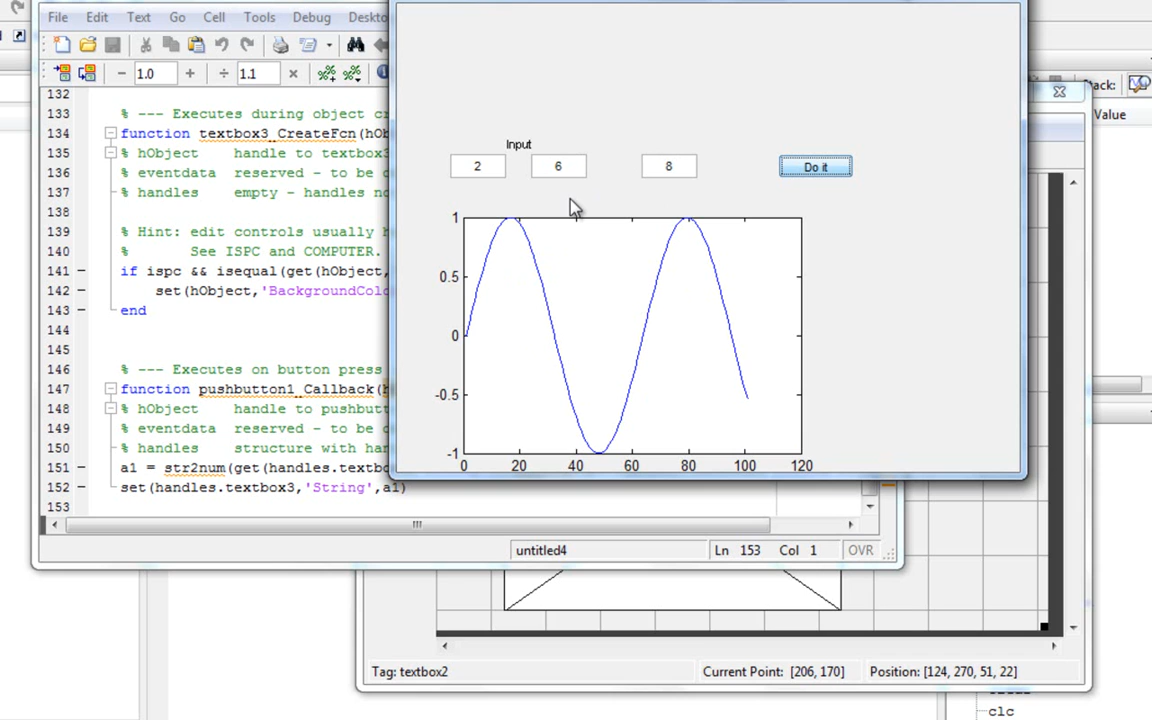 File Edit Text Go Cell Tools Debug Deskto
− 1.0 + ÷ 1.1 ×
132
133 % --- Executes during object cr
134 function textbox3_CreateFcn(hOb
135 % hObject    handle to textbox3
136 % eventdata  reserved - to be d
137 % handles    empty - handles no
138
139 % Hint: edit controls usually h
140 %       See ISPC and COMPUTER.
141 if ispc && isequal(get(hObject,
142     set(hObject,'BackgroundColo
143 end
144
145
146 % --- Executes on button press
147 function pushbutton1_Callback(h
148 % hObject    handle to pushbutt
149 % eventdata  reserved - to be d
150 % handles    structure with han
151 a1 = str2num(get(handles.textbo
152 set(handles.textbox3,'String',a1)
153
untitled4 Ln 153 Col 1 OVR
Input
2 6 8 Do it
1
0.5
0
-0.5
-1
0 20 40 60 80 100 120
Stack:
Value
Tag: textbox2 Current Point: [206, 170] Position: [124, 270, 51, 22]
clc